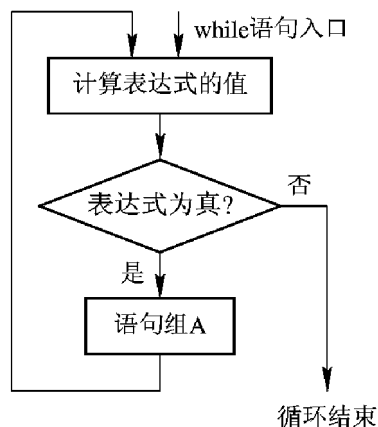 while语句入口
计算表达式的值
表达式为真?
否
是
语句组A
循环结束